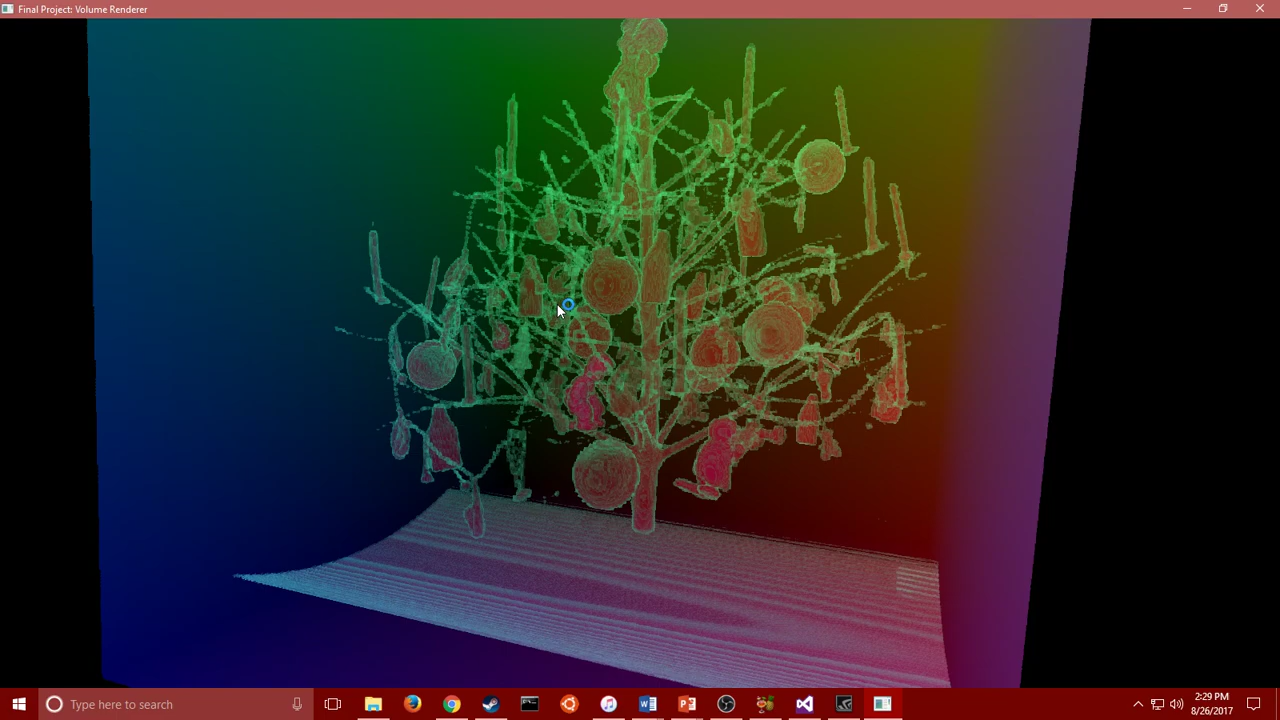 Final Project: Volume Renderer
Type here to search
2:29 PM
8/26/2017